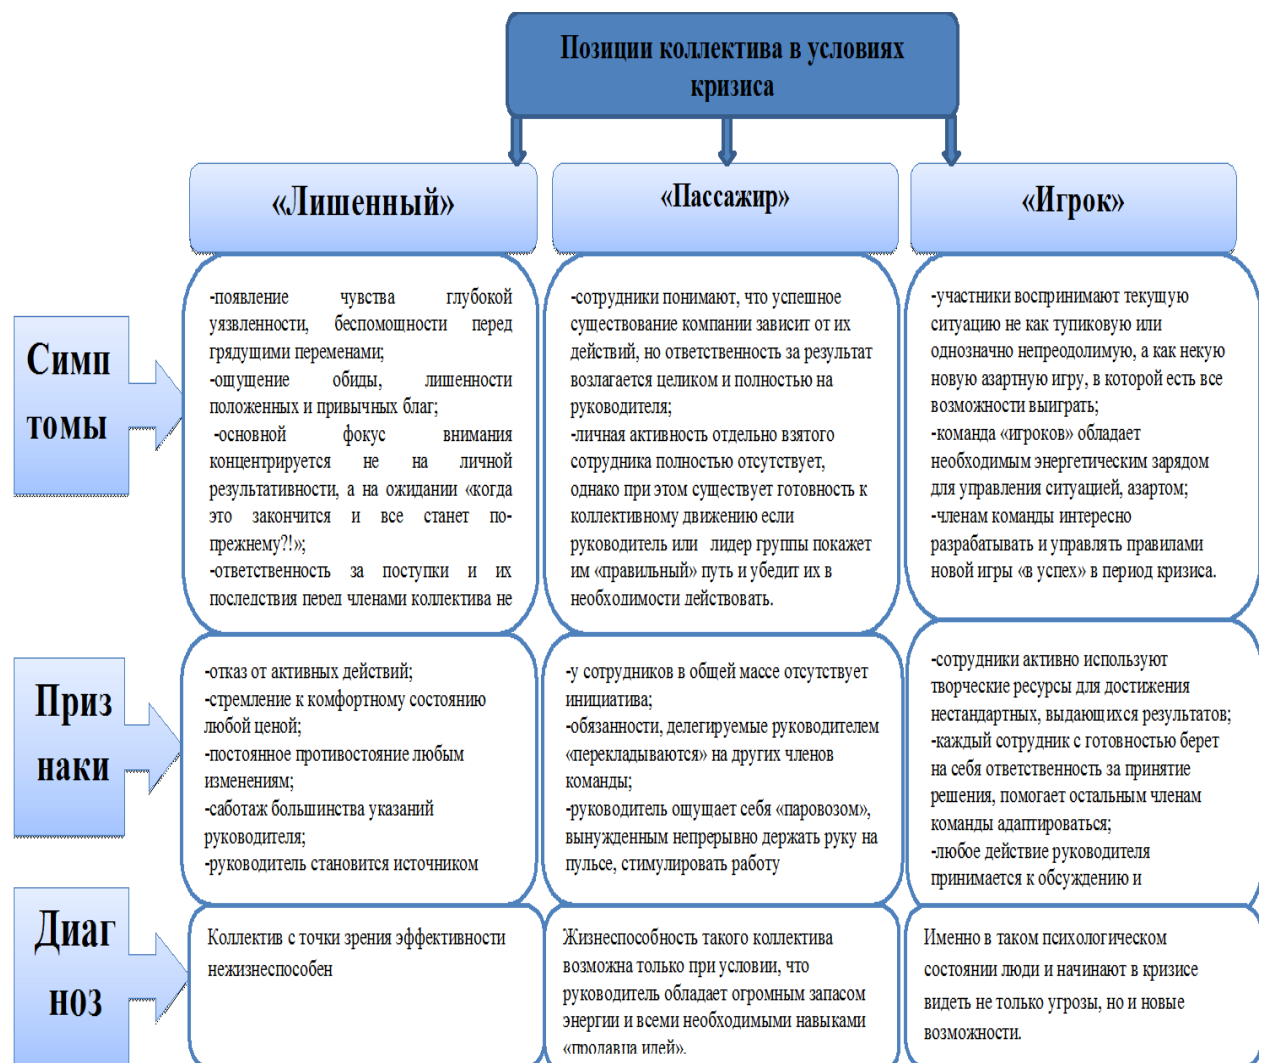 Позиции коллектива в условиях
кризиса
«Лишенный»
«Пассажир»
«Игрок»
Симп
томы
-появление чувства глубокой
уязвленности, беспомощности перед
грядущими переменами;
-ощущение обиды, лишенности
положенных и привычных благ;
-основной фокус внимания
концентрируется не на личной
результативности, а на ожидании «когда
это закончится и все станет по-
прежнему?!»;
-ответственность за поступки и их
последствия перед членами коллектива не
-сотрудники понимают, что успешное
существование компании зависит от их
действий, но ответственность за результат
возлагается целиком и полностью на
руководителя;
-личная активность отдельно взятого
сотрудника полностью отсутствует,
однако при этом существует готовность к
коллективному движению если
руководитель или лидер группы покажет
им «правильный» путь и убедит их в
необходимости действовать.
-участники воспринимают текущую
ситуацию не как тупиковую или
однозначно непреодолимую, а как некую
новую азартную игру, в которой есть все
возможности выиграть;
-команда «игроков» обладает
необходимым энергетическим зарядом
для управления ситуацией, азартом;
-членам команды интересно
разрабатывать и управлять правилами
новой игры «в успех» в период кризиса.
Приз
наки
-отказ от активных действий;
-стремление к комфортному состоянию
любой ценой;
-постоянное противостояние любым
изменениям;
-саботаж большинства указаний
руководителя;
-руководитель становится источником
-у сотрудников в общей массе отсутствует
инициатива;
-обязанности, делегируемые руководителем
«перекладываются» на других членов
команды;
-руководитель ощущает себя «паровозом»,
вынужденным непрерывно держать руку на
пульсе, стимулировать работу
-сотрудники активно используют
творческие ресурсы для достижения
нестандартных, выдающихся результатов;
-каждый сотрудник с готовностью берет
на себя ответственность за принятие
решения, помогает остальным членам
команды адаптироваться;
-любое действие руководителя
принимается к обсуждению и
Диаг
ноз
Коллектив с точки зрения эффективности
нежизнеспособен
Жизнеспособность такого коллектива
возможна только при условии, что
руководитель обладает огромным запасом
энергии и всеми необходимыми навыками
«продавца идей».
Именно в таком психологическом
состоянии люди и начинают в кризисе
видеть не только угрозы, но и новые
возможности.